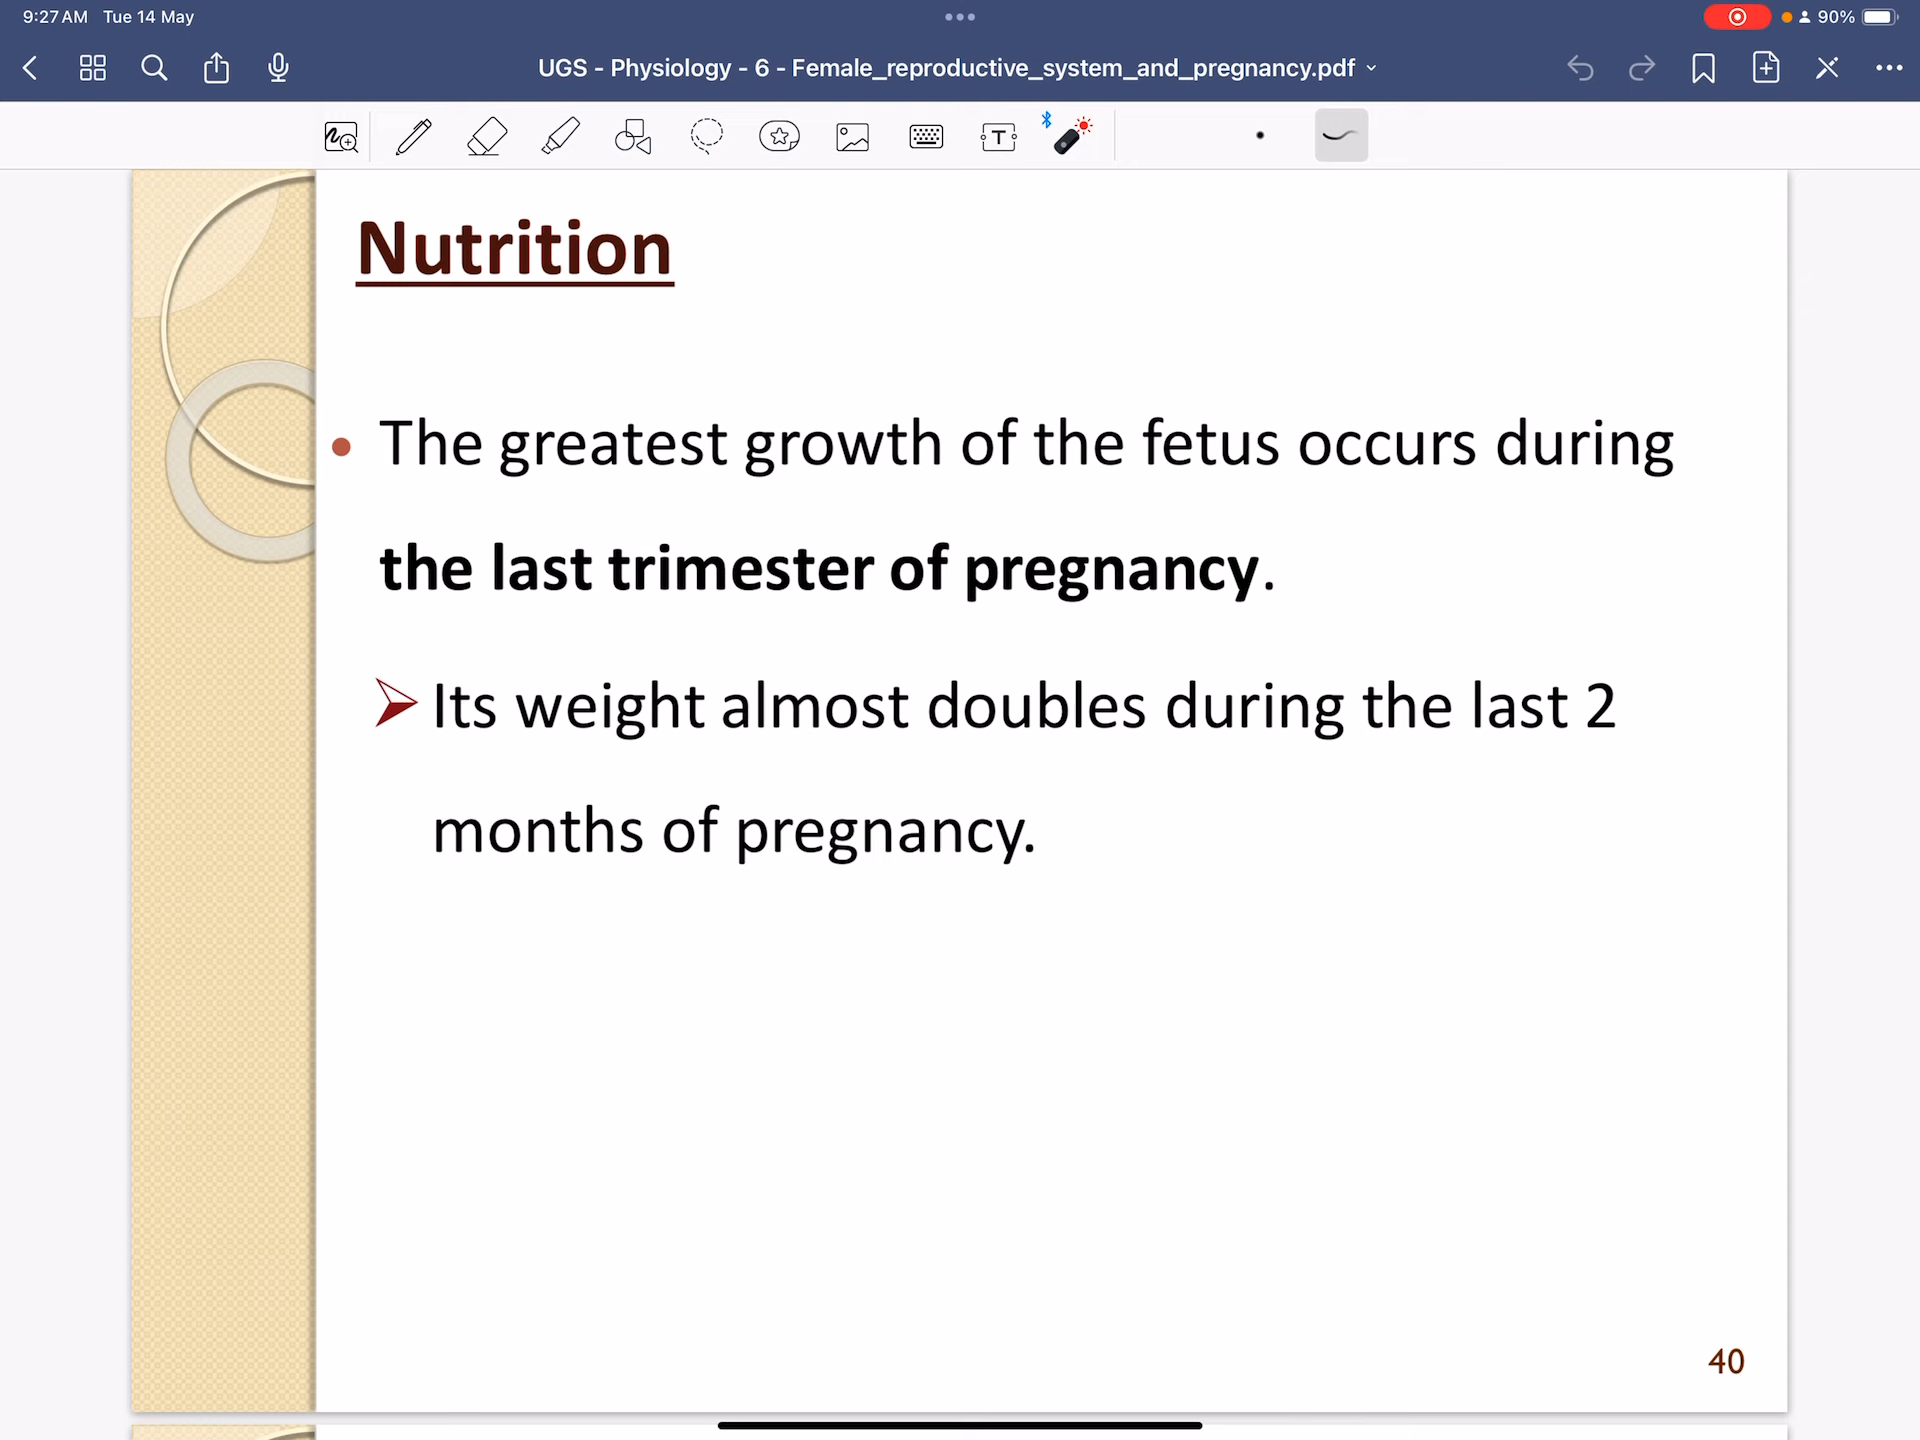 9:27 AM Tue 14 May
90%
UGS - Physiology - 6 - Female_reproductive_system_and_pregnancy.pdf
T
Nutrition
• The greatest growth of the fetus occurs during
the last trimester of pregnancy.
Its weight almost doubles during the last 2
months of pregnancy.
40